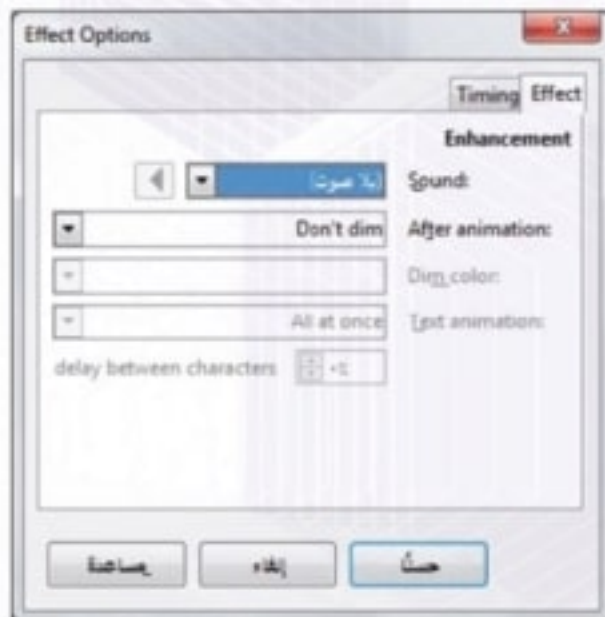 Effect Options
Effect Timing
Enhancement
Sound: (بلا صوت)
After animation: Don't dim
Dim color:
Text animation: All at once
delay between characters
حسنًا إلغاء مساعدة